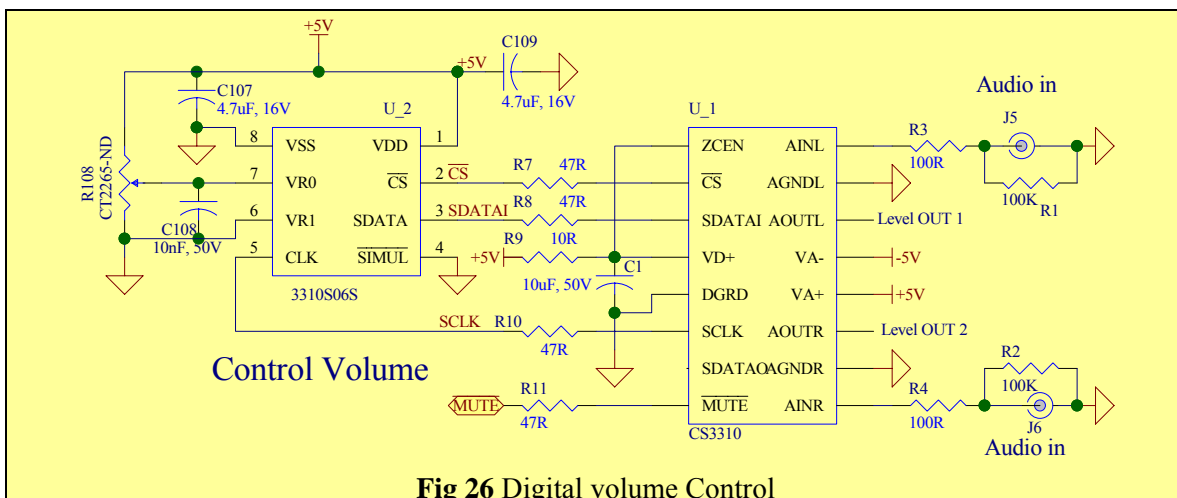 +5V
C109
+5V
4.7uF, 16V
C107
4.7uF, 16V
R108
CT2265-ND
C108
10nF, 50V
U_2
8 VSS VDD 1
7 VR0 CS 2
6 VR1 SDATA 3
5 CLK SIMUL 4
3310S06S
CS
R7 47R
SDATAI
R8 47R
+5V
R9 10R
C1
10uF, 50V
SCLK
R10
47R
Control Volume
MUTE
R11
47R
U_1
ZCEN AINL
CS AGNDL
SDATAI AOUTL
VD+ VA-
DGRD VA+
SCLK AOUTR
SDATAO AGNDR
MUTE AINR
CS3310
Audio in
J5
R3
100R
100K
R1
Level OUT 1
-5V
+5V
Level OUT 2
R2
100K
R4
100R
J6
Audio in
Fig 26 Digital volume Control